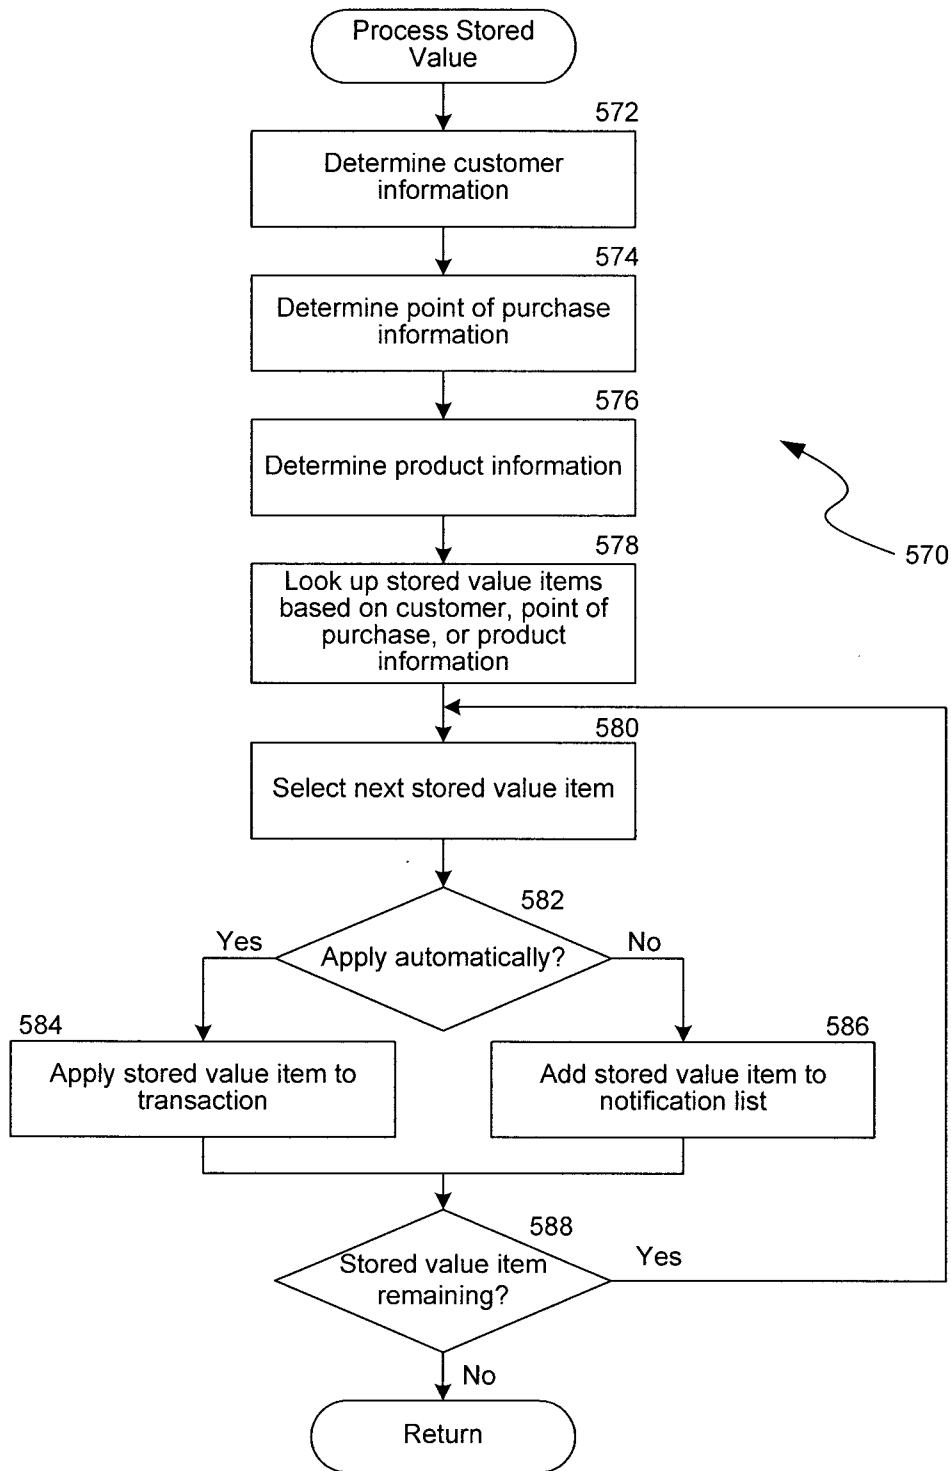 Process Stored
Value
572
Determine customer
information
574
Determine point of purchase
information
576
Determine product information
570
578
Look up stored value items
based on customer, point of
purchase, or product
information
580
Select next stored value item
582
Apply automatically?
Yes
No
584
Apply stored value item to
transaction
586
Add stored value item to
notification list
588
Stored value item
remaining?
Yes
No
Return